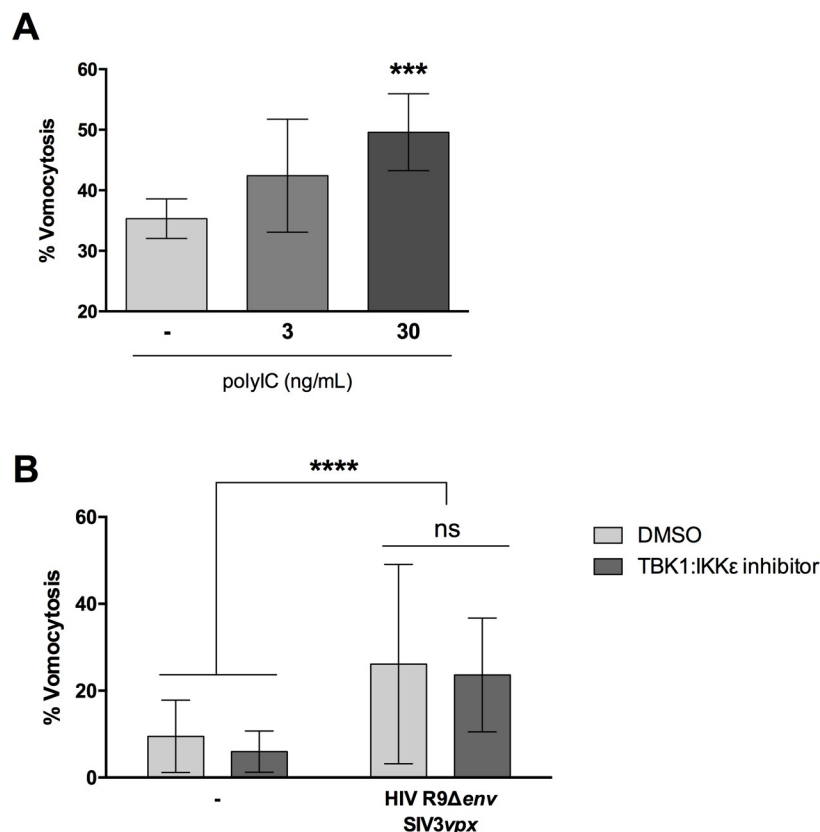 A
60
50
40
30
20
% Vomocytosis
***
-
3
30
polyIC (ng/mL)
B
****
ns
60
40
20
0
% Vomocytosis
DMSO
TBK1:IKKε inhibitor
-
HIV R9Δenv
SIV3vpx